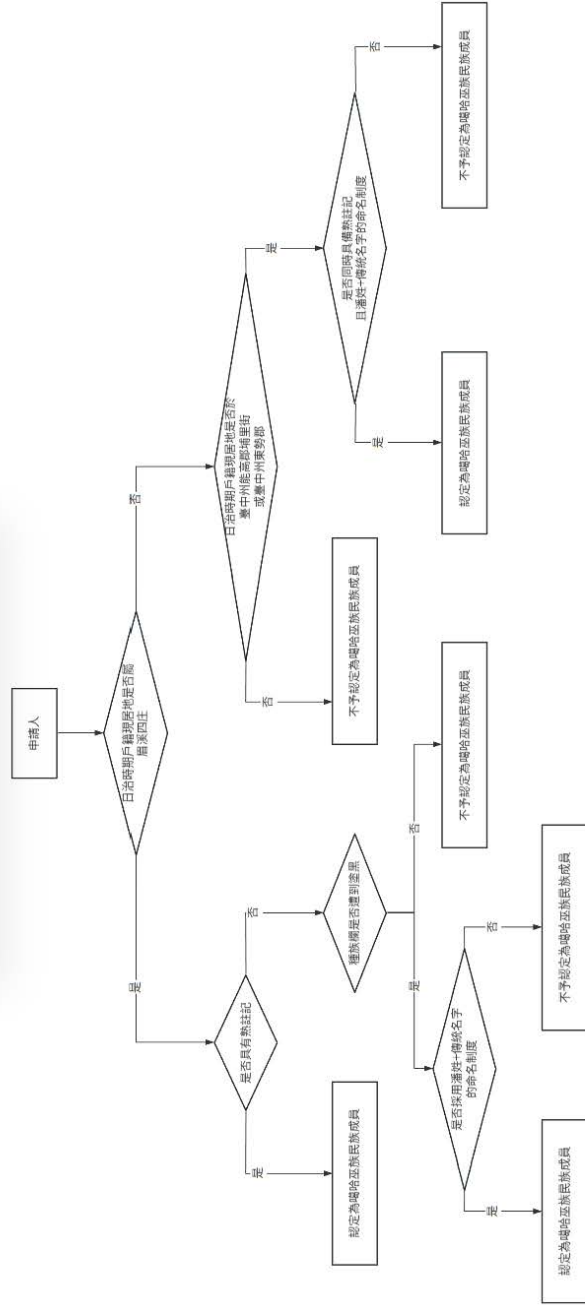 申請人
日治時期戶籍現居地是否屬
眉溪四庄
是
否
是否具有熟註記
日治時期戶籍現居地是否於
臺中州能高郡埔里街
或臺中州東勢郡
是
否
否
是
認定為噶哈巫族民族成員
種族欄是否遭到塗黑
不予認定為噶哈巫族民族成員
是否同時具備熟註記
且潘姓+傳統名字的命名制度
是
否
是
否
是否採用潘姓+傳統名字
的命名制度
不予認定為噶哈巫族民族成員
認定為噶哈巫族民族成員
不予認定為噶哈巫族民族成員
是
否
認定為噶哈巫族民族成員
不予認定為噶哈巫族民族成員